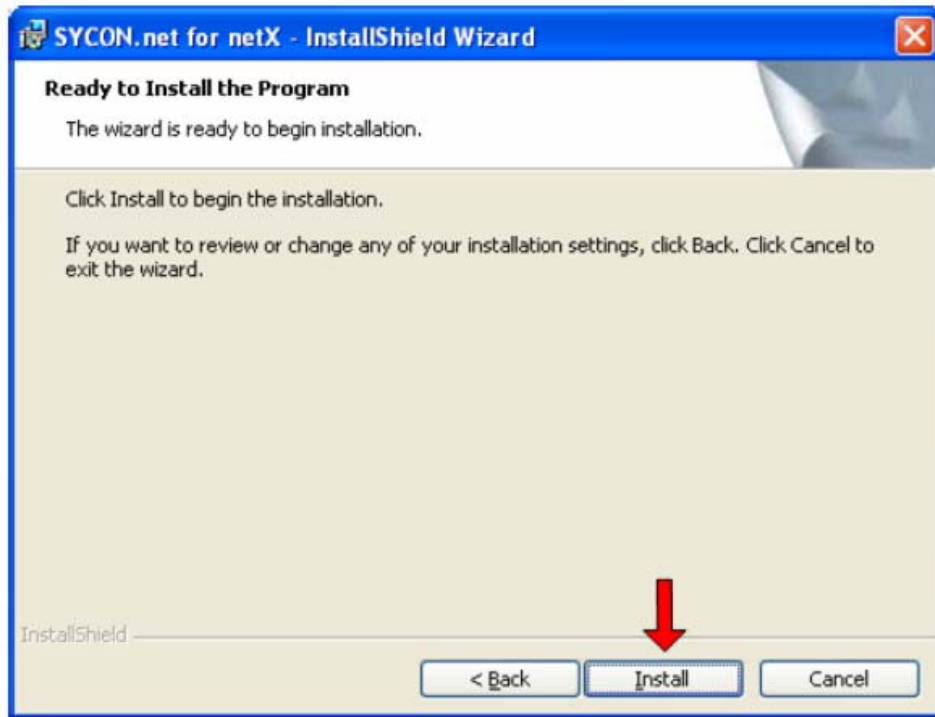 SYCON.net for netX - InstallShield Wizard
Ready to Install the Program
The wizard is ready to begin installation.
Click Install to begin the installation.
If you want to review or change any of your installation settings, click Back. Click Cancel to
exit the wizard.
InstallShield
< Back
Install
Cancel